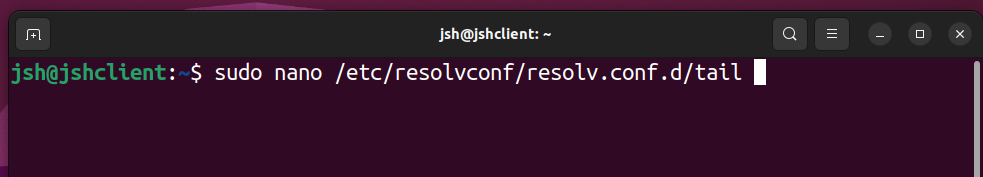 jsh@jshclient: ~
jsh@jshclient:~$ sudo nano /etc/resolvconf/resolv.conf.d/tail